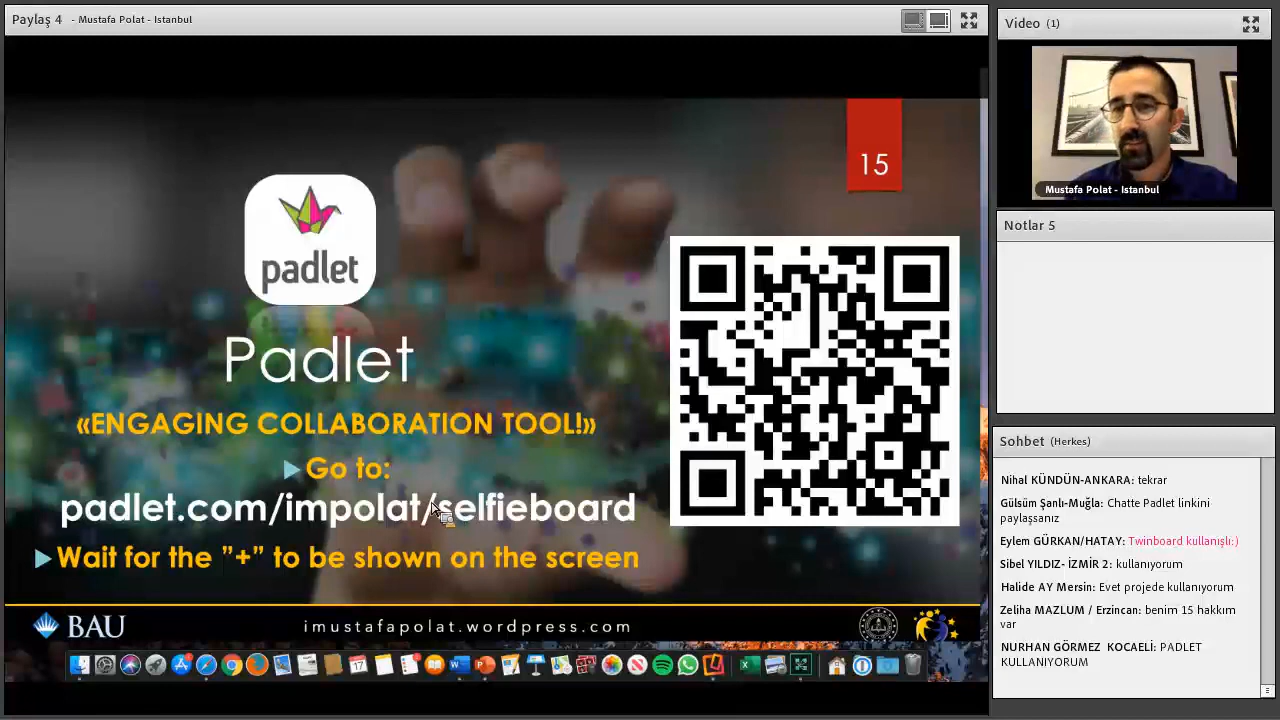 Paylaş 4 - Mustafa Polat - Istanbul
15
padlet
Padlet
«ENGAGING COLLABORATION TOOL!»
Go to:
padlet.com/impolat/selfieboard
Wait for the ”+” to be shown on the screen
BAU
imustafapolat.wordpress.com
17
Video (1)
Mustafa Polat - Istanbul
Notlar 5
Sohbet (Herkes)
Nihal KÜNDÜN-ANKARA: tekrar
Gülsüm Şanlı-Muğla: Chatte Padlet linkini
paylaşsanız
Eylem GÜRKAN/HATAY: Twinboard kullanışlı:)
Sibel YILDIZ- İZMİR 2: kullanıyorum
Halide AY Mersin: Evet projede kullanıyorum
Zeliha MAZLUM / Erzincan: benim 15 hakkım
var
NURHAN GÖRMEZ KOCAELİ: PADLET
KULLANIYORUM